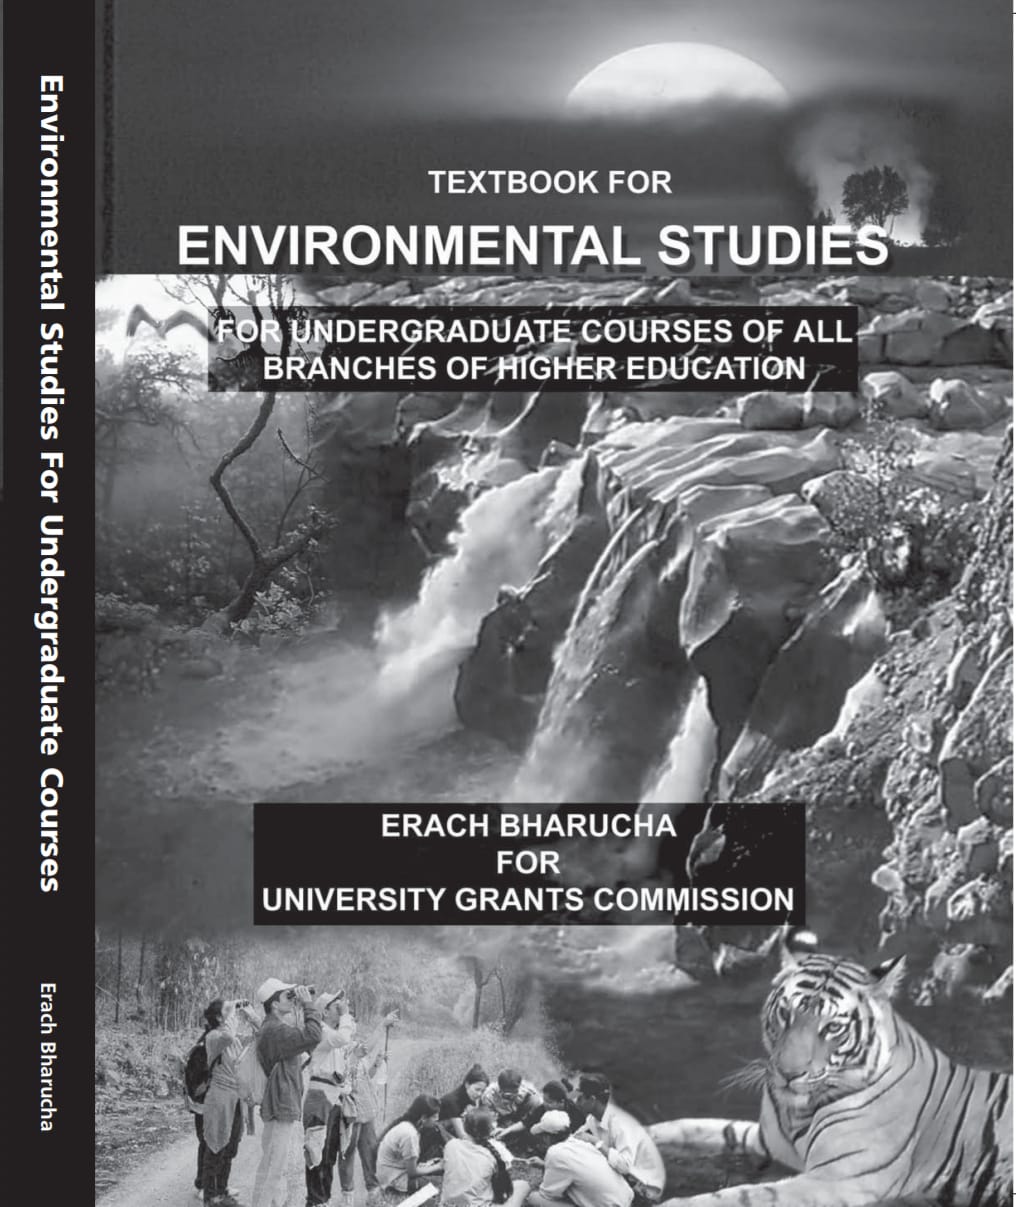 Environmental Studies For Undergraduate Courses
Erach Bharucha
TEXTBOOK FOR
ENVIRONMENTAL STUDIES
FOR UNDERGRADUATE COURSES OF ALL
BRANCHES OF HIGHER EDUCATION
ERACH BHARUCHA
FOR
UNIVERSITY GRANTS COMMISSION